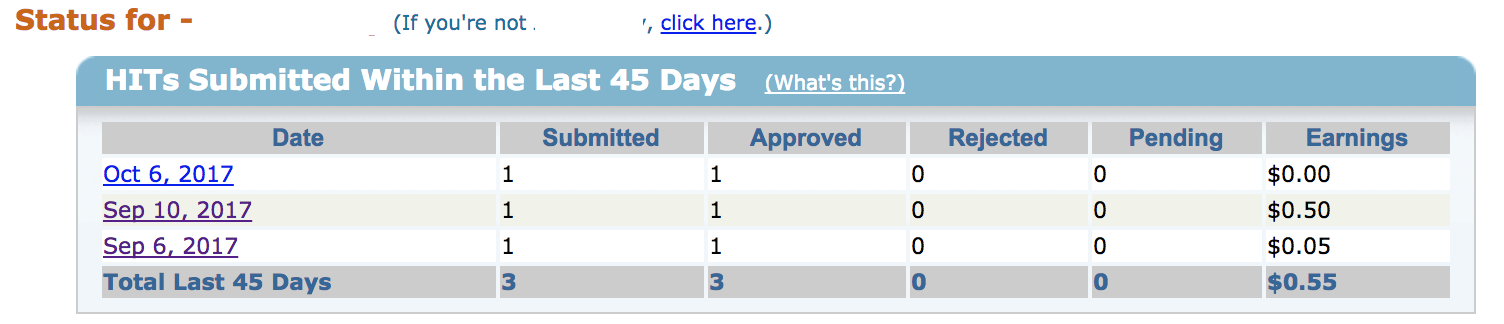 Status for - (If you're not , click here.)
HITs Submitted Within the Last 45 Days (What's this?)
Date Submitted Approved Rejected Pending Earnings
Oct 6, 2017 1 1 0 0 $0.00
Sep 10, 2017 1 1 0 0 $0.50
Sep 6, 2017 1 1 0 0 $0.05
Total Last 45 Days 3 3 0 0 $0.55